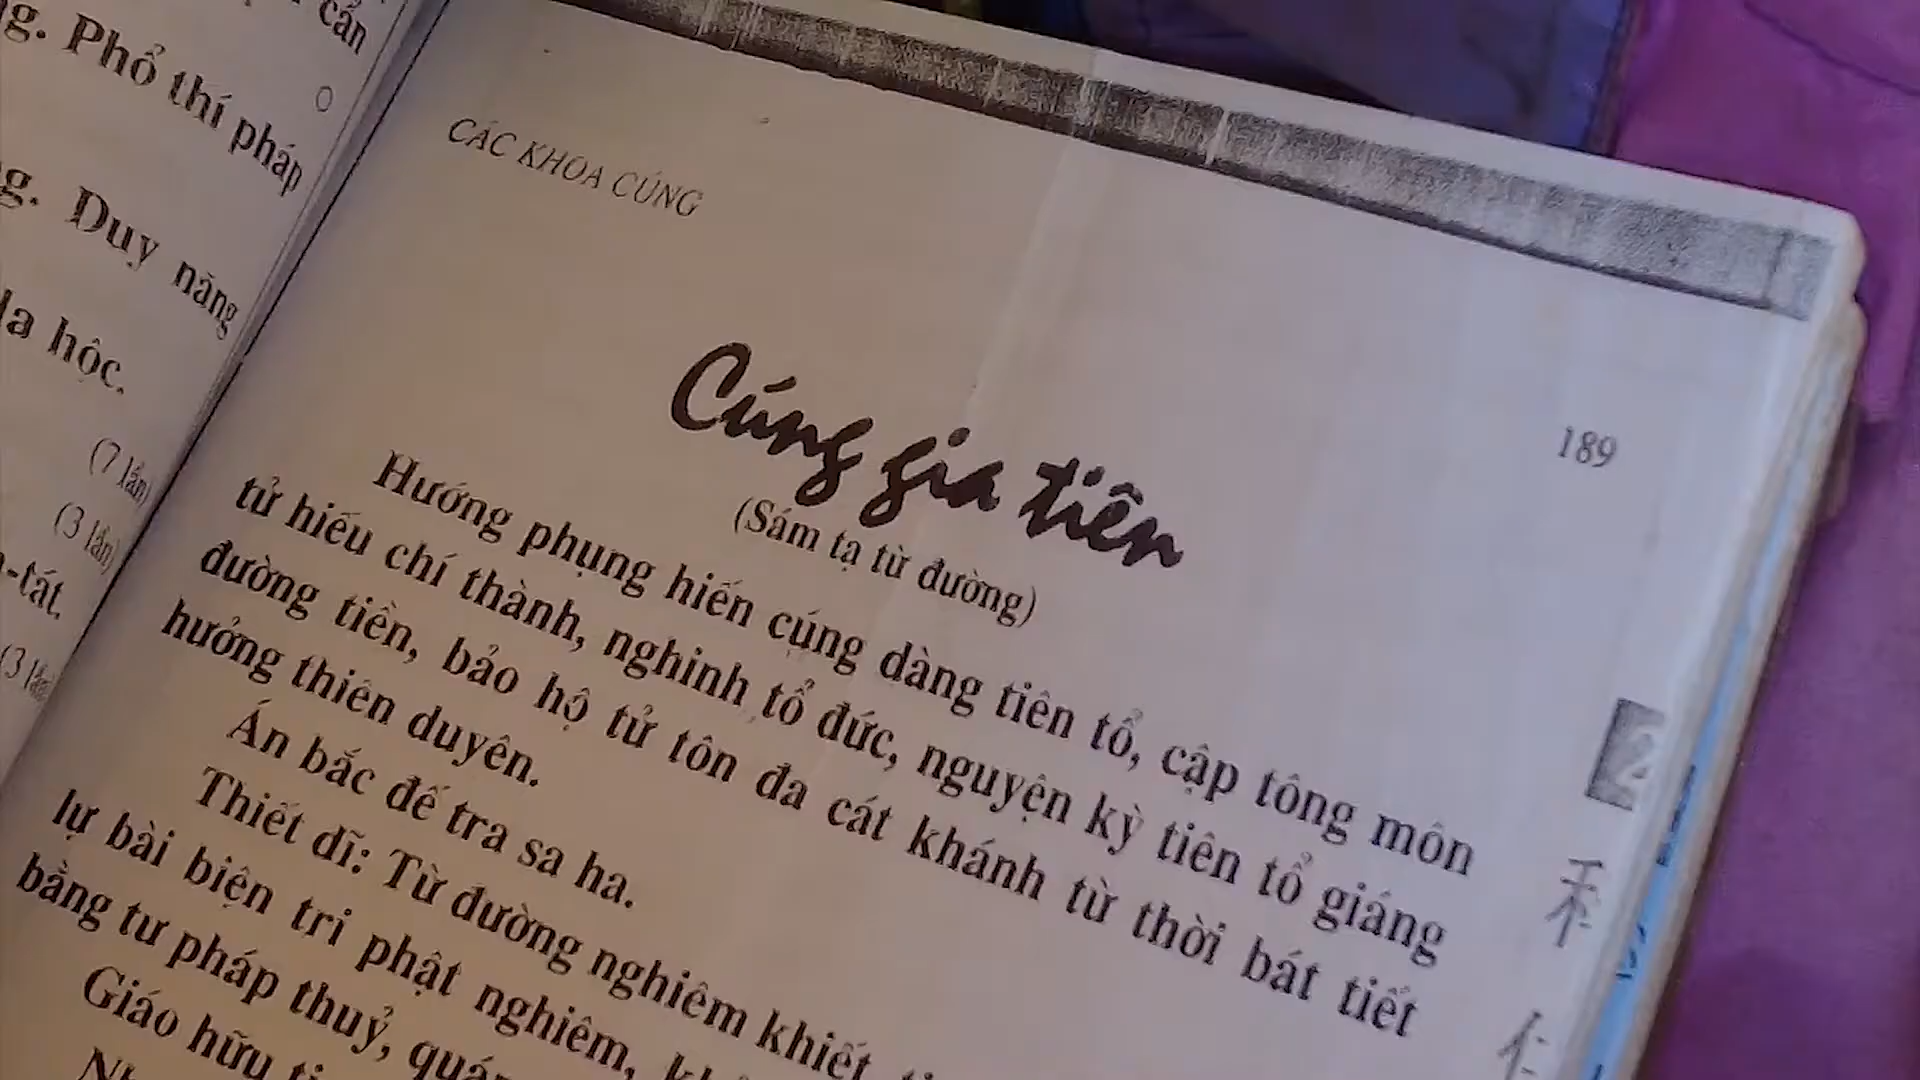 cẩn
g. Phổ thí pháp
g. Duy năng
la hộc.
(7 lần)
(3 lần)
-tát.
(3 lần
CÁC KHOA CÚNG
189
Cúng gia tiên
(Sám tạ từ đường)
Hướng phụng hiến cúng dàng tiên tổ, cập tông môn
tử hiếu chí thành, nghinh tổ đức, nguyện kỳ tiên tổ giáng
đường tiền, bảo hộ tử tôn đa cát khánh từ thời bát tiết
hưởng thiên duyên.
Án bắc đế tra sa ha.
Thiết dĩ: Từ đường nghiêm khiết,
lự bài biện tri phật nghiêm,
bằng tư pháp thuỷ,
Giáo hữu
2